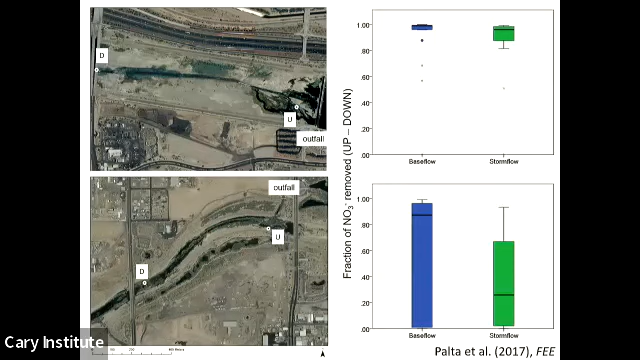 D
U
outfall
outfall
U
D
Fraction of NO3- removed (UP – DOWN)
1.00
.80
.60
.40
.20
.00
Baseflow
Stormflow
1.00
.80
.60
.40
.20
.00
Baseflow
Stormflow
Cary Institute
Palta et al. (2017), FEE